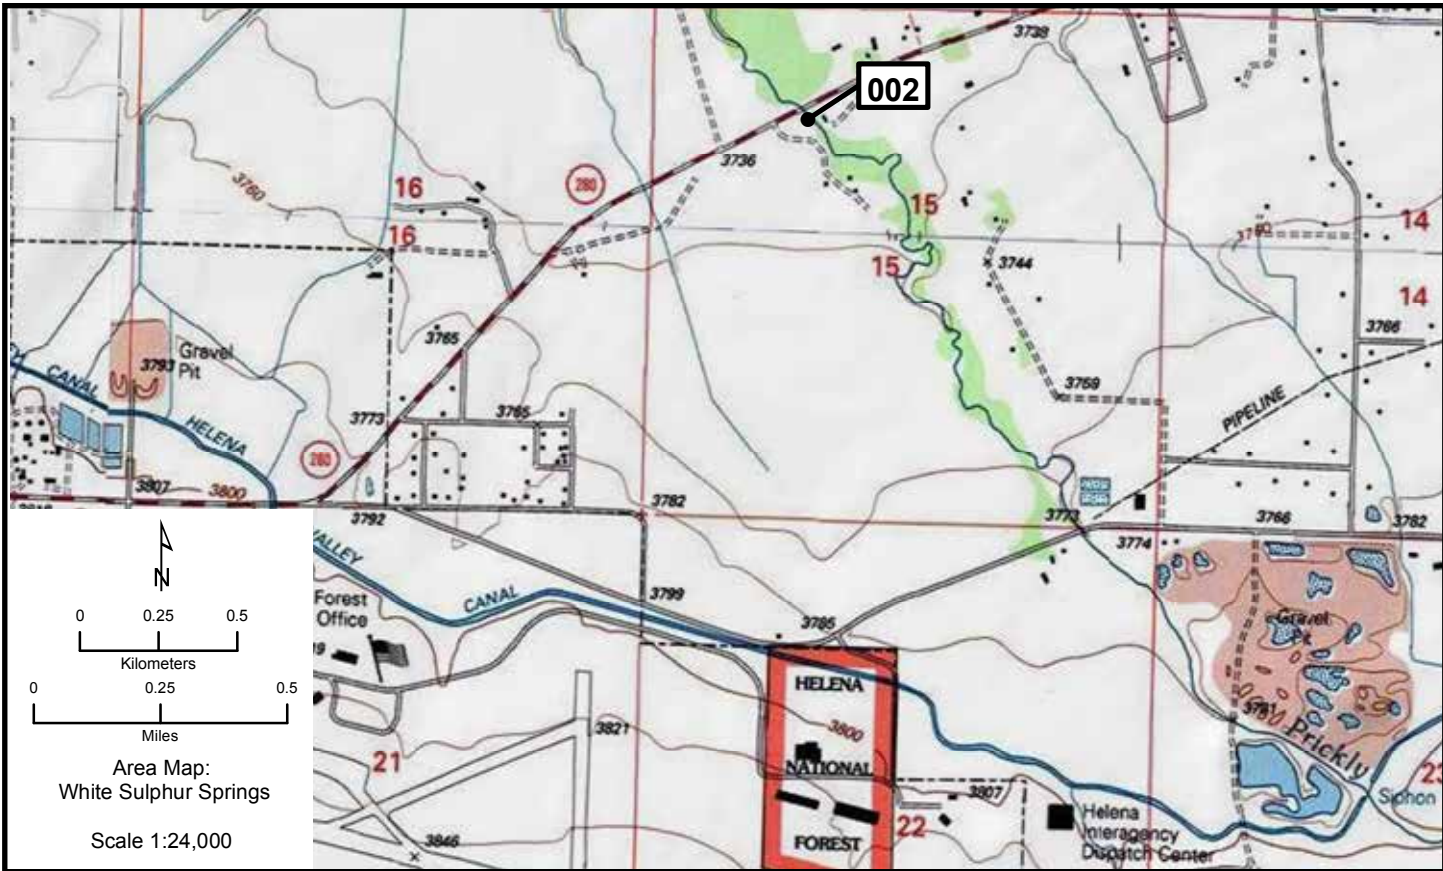 3738
002
3736
280
3760
16
16
15
15
14
14
3744
3766
3765
Gravel
Pit
3793
CANAL
HELENA
3773
3765
280
3769
PIPELINE
3807
3800
3792
3782
3773
3766
3774
3782
VALLEY
CANAL
3799
3785
Forest
Office
Gravel
Pit
HELENA
3800
NATIONAL
FOREST
3821
21
3846
3807
22
Helena
Interagency
Dispatch Center
Prickly
Siphon
N
0 0.25 0.5
Kilometers
0 0.25 0.5
Miles
Area Map:
White Sulphur Springs
Scale 1:24,000